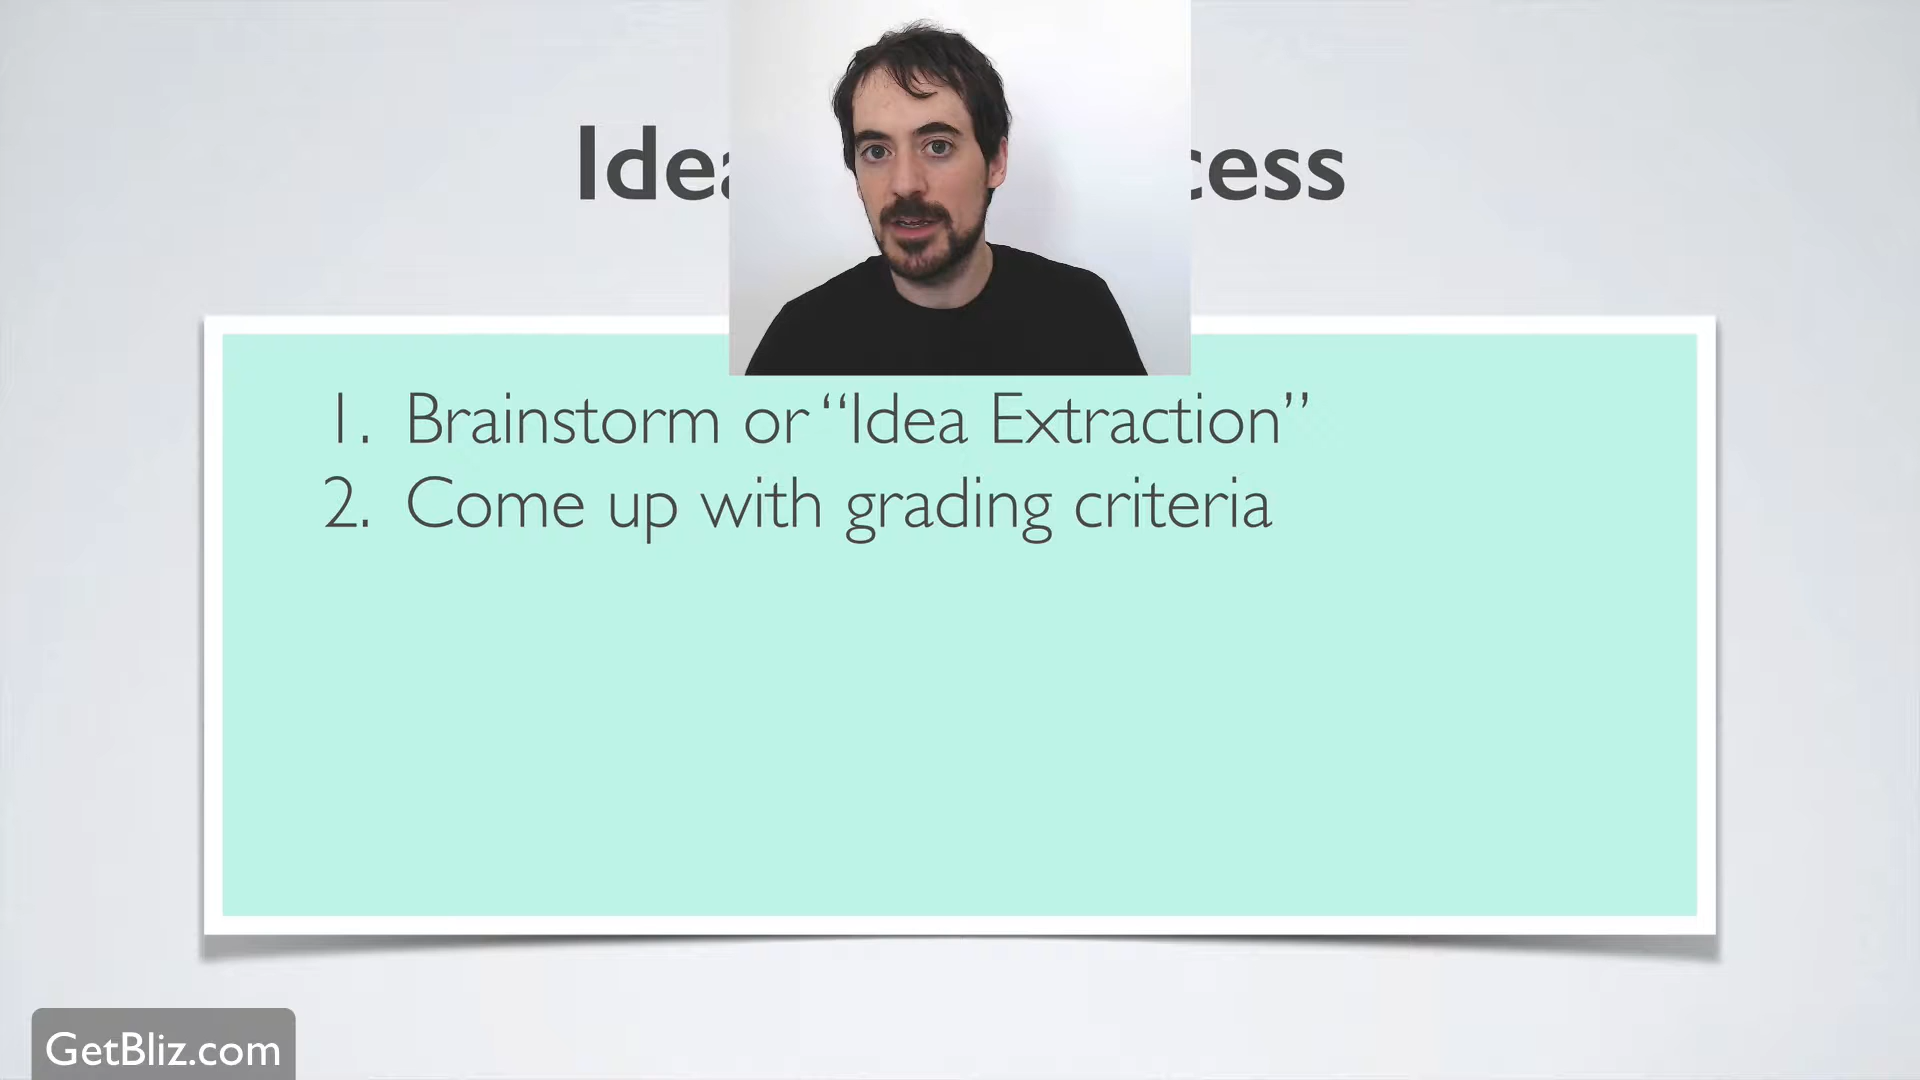 Idea cess
1. Brainstorm or “Idea Extraction”
2. Come up with grading criteria
GetBliz.com